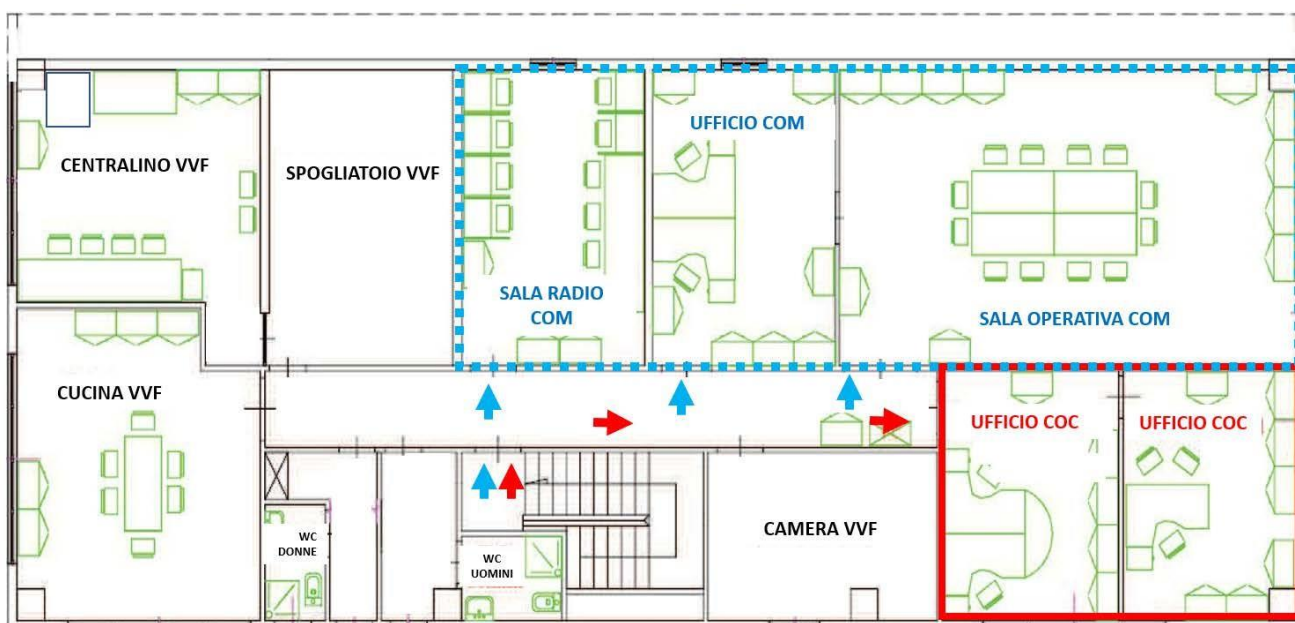 CENTRALINO VVF
SPOGLIATOIO VVF
SALA RADIO
COM
UFFICIO COM
SALA OPERATIVA COM
CUCINA VVF
WC
DONNE
WC
UOMINI
CAMERA VVF
UFFICIO COC
UFFICIO COC